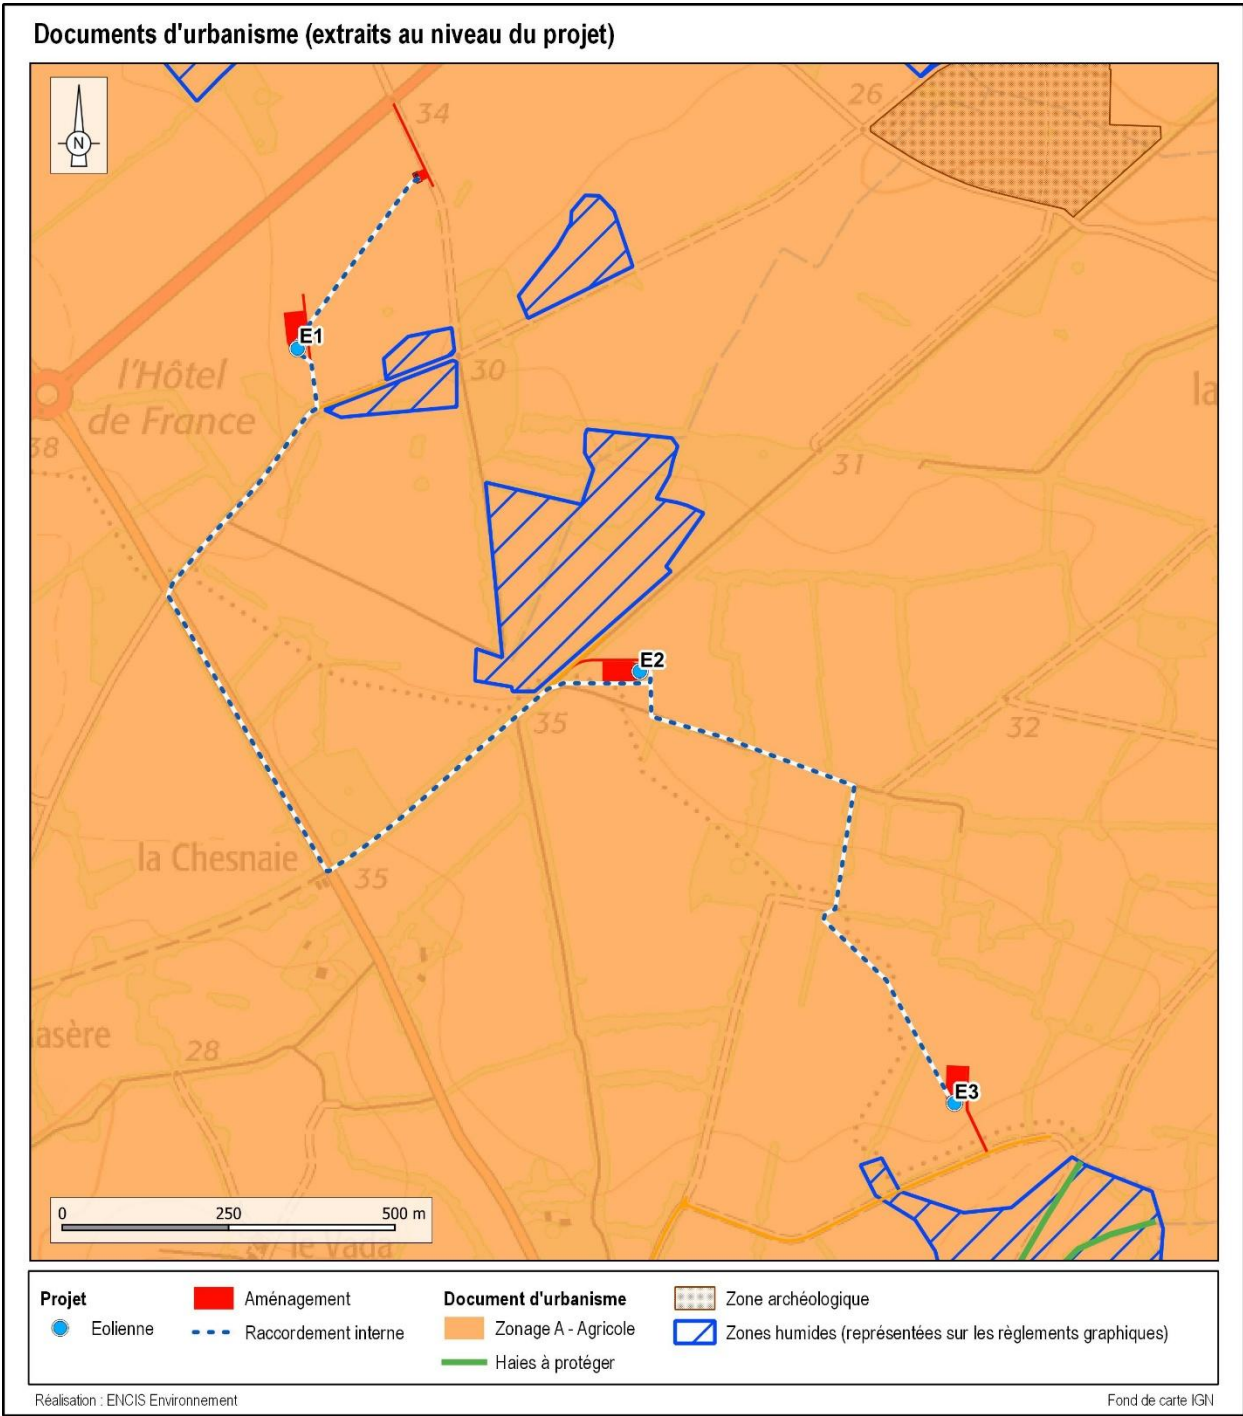 Documents d'urbanisme (extraits au niveau du projet)
N
34
26
E1
l'Hôtel
de France
30
la
38
31
E2
35
32
la Chesnaie
35
asère
28
E3
0 250 500 m
le Vada
Projet
Eolienne
Aménagement
Raccordement interne
Document d'urbanisme
Zonage A - Agricole
Haies à protéger
Zone archéologique
Zones humides (représentées sur les règlements graphiques)
Réalisation : ENCIS Environnement
Fond de carte IGN